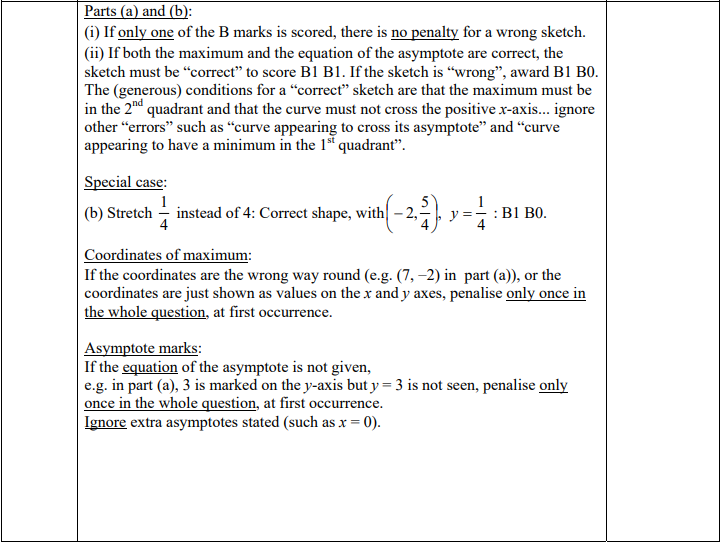 Parts (a) and (b):
(i) If only one of the B marks is scored, there is no penalty for a wrong sketch.
(ii) If both the maximum and the equation of the asymptote are correct, the
sketch must be “correct” to score B1 B1. If the sketch is “wrong”, award B1 B0.
The (generous) conditions for a “correct” sketch are that the maximum must be
in the 2nd quadrant and that the curve must not cross the positive x-axis... ignore
other “errors” such as “curve appearing to cross its asymptote” and “curve
appearing to have a minimum in the 1st quadrant”.
Special case:
(b) Stretch 1/4 instead of 4: Correct shape, with (−2, 5/4), y = 1/4 : B1 B0.
Coordinates of maximum:
If the coordinates are the wrong way round (e.g. (7, –2) in part (a)), or the
coordinates are just shown as values on the x and y axes, penalise only once in
the whole question, at first occurrence.
Asymptote marks:
If the equation of the asymptote is not given,
e.g. in part (a), 3 is marked on the y-axis but y = 3 is not seen, penalise only
once in the whole question, at first occurrence.
Ignore extra asymptotes stated (such as x = 0).